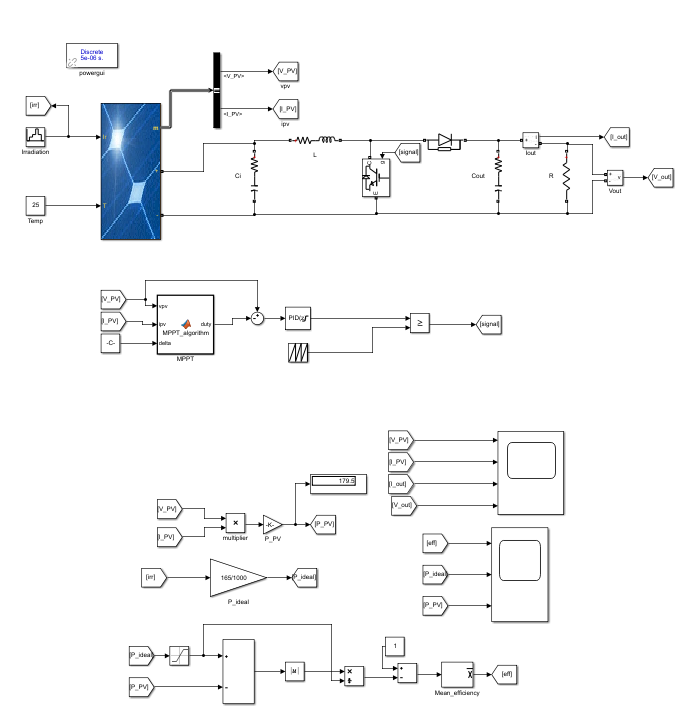 Discrete
5e-06 s.
powergui
<V_PV>
[V_PV]
vpv
<I_PV>
[I_PV]
ipv
[irr]
Irradiation
Ir
m
25
Temp
T
+
-
Ci
L
[signal]
g
C
E
Cout
+
i
-
Iout
[I_out]
R
+
-
v
Vout
[V_out]
[V_PV]
vpv
[I_PV]
ipv
MPPT_algorithm
duty
-C-
delta
MPPT
PID(z)
≥
[signal]
[V_PV]
[I_PV]
[I_out]
[V_out]
179.5
[V_PV]
[I_PV]
×
multiplier
-K-
P_PV
[P_PV]
[eff]
[P_ideal]
[P_PV]
[irr]
165/1000
P_ideal
[P_ideal]
[P_ideal]
[P_PV]
+
-
|u|
×
÷
1
+
-
Mean_efficiency
[eff]